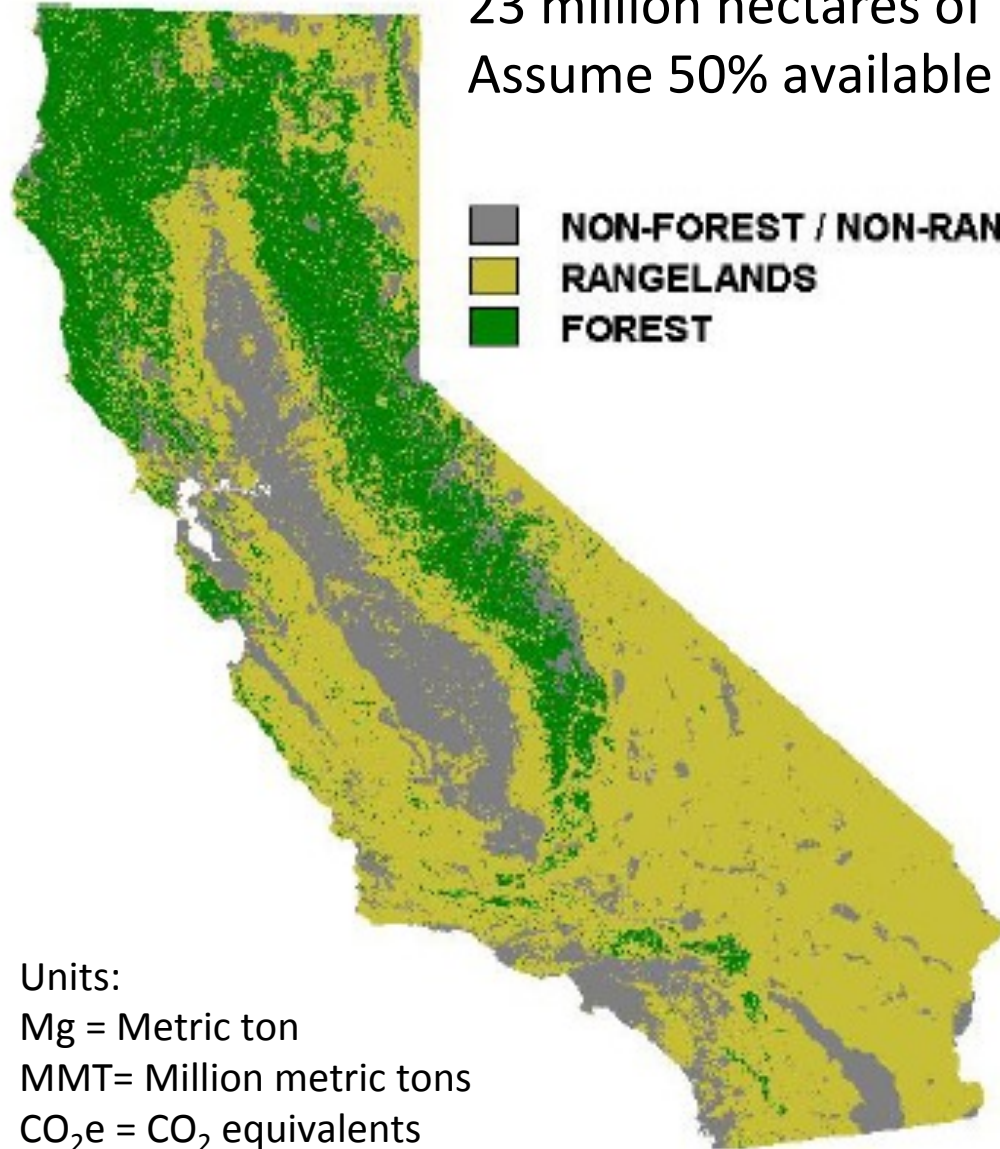 23 million hectares of
Assume 50% available
NON-FOREST / NON-RAN
RANGELANDS
FOREST
Units:
Mg = Metric ton
MMT= Million metric tons
CO₂e = CO₂ equivalents